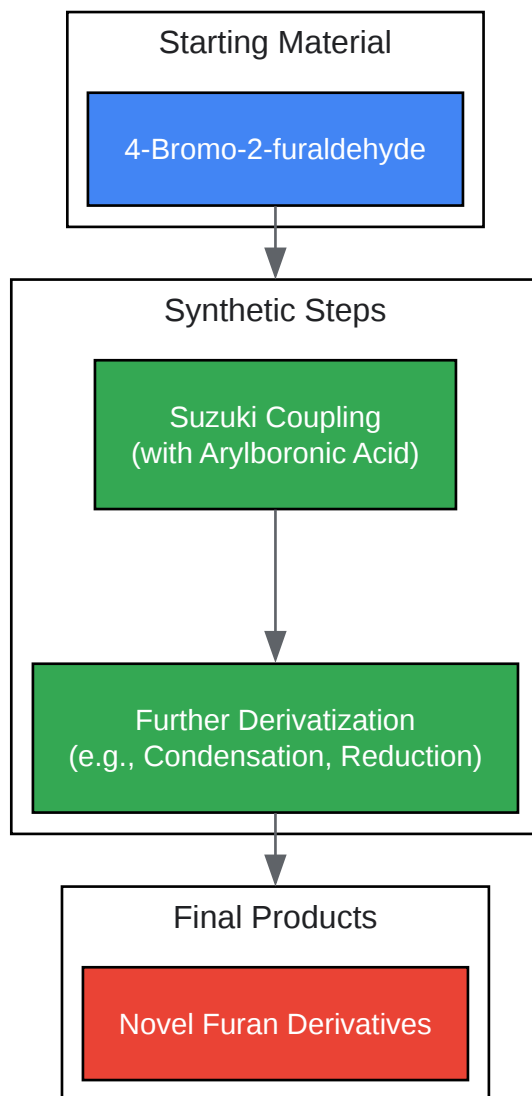 Starting Material
4-Bromo-2-furaldehyde
Synthetic Steps
Suzuki Coupling
(with Arylboronic Acid)
Further Derivatization
(e.g., Condensation, Reduction)
Final Products
Novel Furan Derivatives